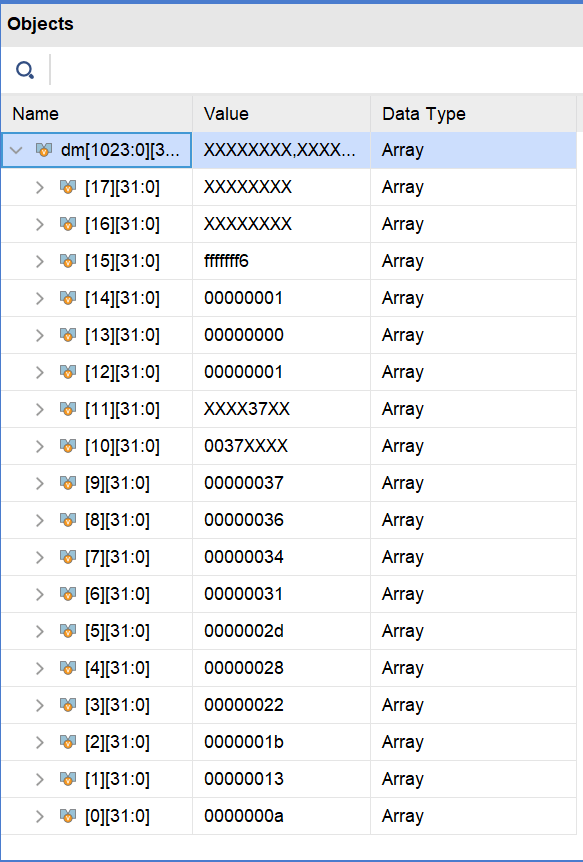 Objects
Name Value Data Type
dm[1023:0][3... XXXXXXXX,XXXX... Array
[17][31:0] XXXXXXXX Array
[16][31:0] XXXXXXXX Array
[15][31:0] fffffff6 Array
[14][31:0] 00000001 Array
[13][31:0] 00000000 Array
[12][31:0] 00000001 Array
[11][31:0] XXXX37XX Array
[10][31:0] 0037XXXX Array
[9][31:0] 00000037 Array
[8][31:0] 00000036 Array
[7][31:0] 00000034 Array
[6][31:0] 00000031 Array
[5][31:0] 0000002d Array
[4][31:0] 00000028 Array
[3][31:0] 00000022 Array
[2][31:0] 0000001b Array
[1][31:0] 00000013 Array
[0][31:0] 0000000a Array